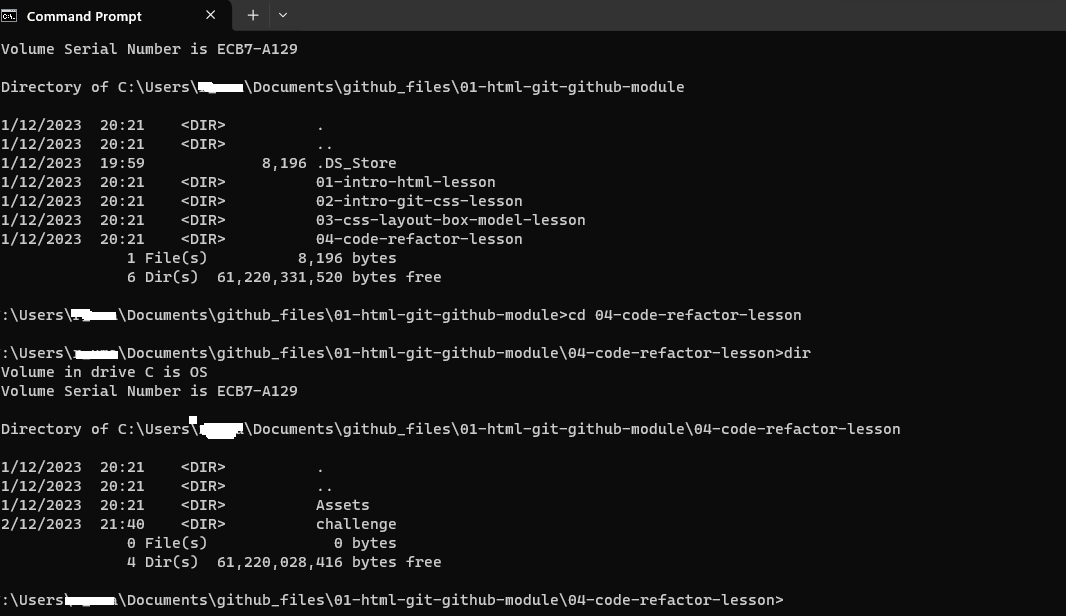 Command Prompt
Volume Serial Number is ECB7-A129
Directory of C:\Users\ \Documents\github_files\01-html-git-github-module
1/12/2023 20:21 <DIR> .
1/12/2023 20:21 <DIR> ..
1/12/2023 19:59 8,196 .DS_Store
1/12/2023 20:21 <DIR> 01-intro-html-lesson
1/12/2023 20:21 <DIR> 02-intro-git-css-lesson
1/12/2023 20:21 <DIR> 03-css-layout-box-model-lesson
1/12/2023 20:21 <DIR> 04-code-refactor-lesson
1 File(s) 8,196 bytes
6 Dir(s) 61,220,331,520 bytes free
:\Users\ \Documents\github_files\01-html-git-github-module>cd 04-code-refactor-lesson
:\Users\ \Documents\github_files\01-html-git-github-module\04-code-refactor-lesson>dir
Volume in drive C is OS
Volume Serial Number is ECB7-A129
Directory of C:\Users\ \Documents\github_files\01-html-git-github-module\04-code-refactor-lesson
1/12/2023 20:21 <DIR> .
1/12/2023 20:21 <DIR> ..
1/12/2023 20:21 <DIR> Assets
2/12/2023 21:40 <DIR> challenge
0 File(s) 0 bytes
4 Dir(s) 61,220,028,416 bytes free
:\Users\ \Documents\github_files\01-html-git-github-module\04-code-refactor-lesson>